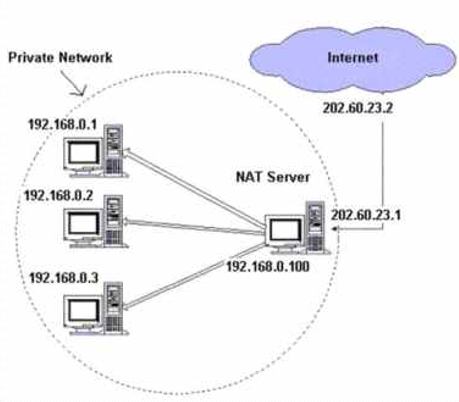 Private Network
Internet
202.60.23.2
192.168.0.1
NAT Server
192.168.0.2
202.60.23.1
192.168.0.100
192.168.0.3